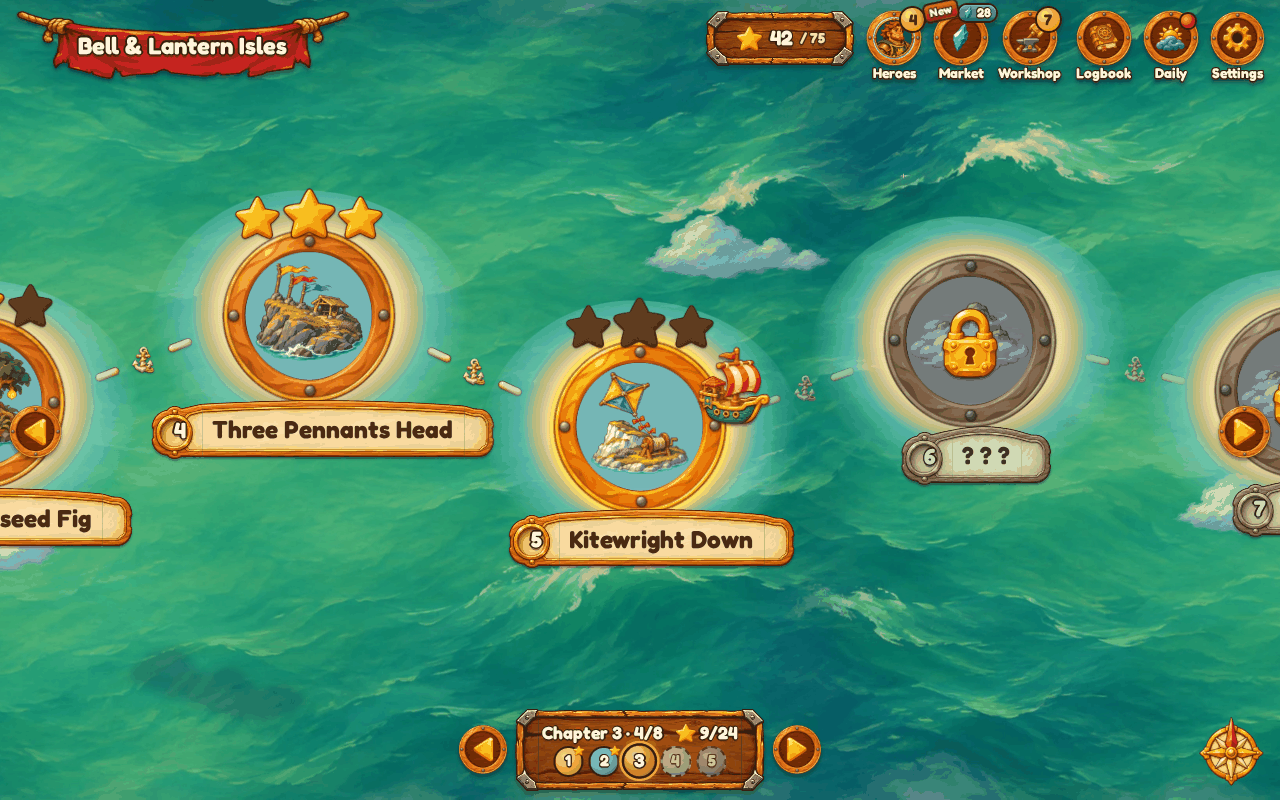 Bell & Lantern Isles
42 / 75
4
New
28
7
Heroes
Market
Workshop
Logbook
Daily
Settings
4 Three Pennants Head
seed Fig
5 Kitewright Down
6 ? ? ?
7
Chapter 3 · 4/8 9/24
1 2 3 4 5